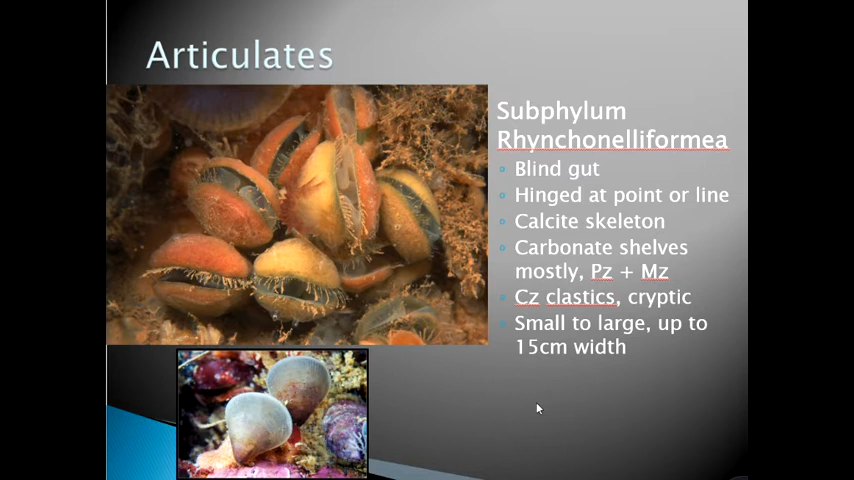 Articulates
Subphylum
Rhynchonelliformea
Blind gut
Hinged at point or line
Calcite skeleton
Carbonate shelves
mostly, Pz + Mz
Cz clastics, cryptic
Small to large, up to
15cm width